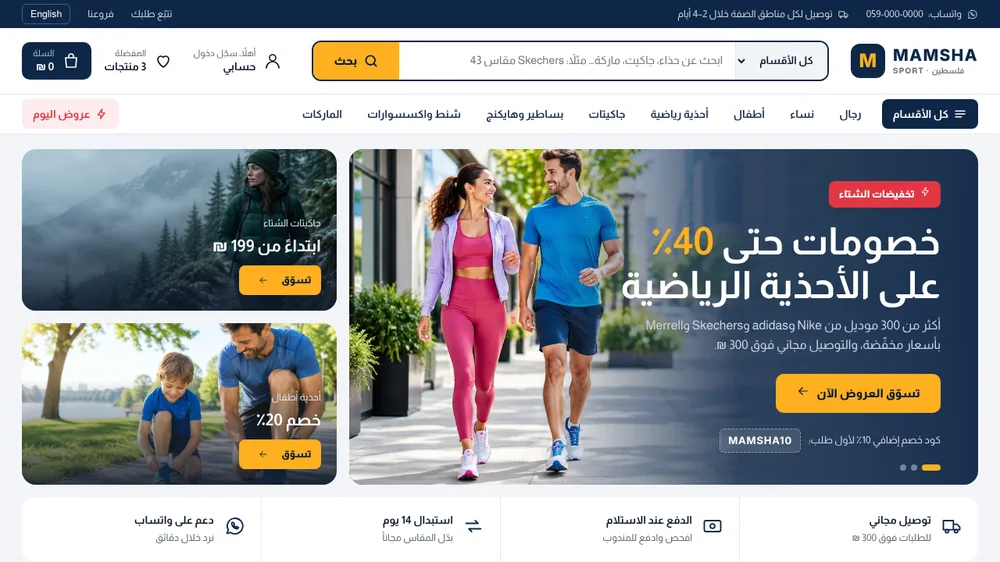 واتساب: 059-000-0000
توصيل لكل مناطق الضفة خلال 2–4 أيام
تتبّع طلبك
فروعنا
English
MAMSHA
SPORT · فلسطين
M
كل الأقسام
ابحث عن حذاء، جاكيت، ماركة… مثلاً، Skechers مقاس 43
بحث
أهلاً، سجّل دخول
حسابي
المفضلة
3 منتجات
السلة
0 ₪
كل الأقسام
رجال
نساء
أطفال
أحذية رياضية
جاكيتات
بساطير وهايكنج
شنط واكسسوارات
الماركات
عروض اليوم
تخفيضات الشتاء
خصومات حتى 40٪
على الأحذية الرياضية
أكثر من 300 موديل من Nike وadidas وSkechers وMerrell
بأسعار مخفّضة، والتوصيل مجاني فوق 300 ₪.
تسوّق العروض الآن
كود خصم إضافي 10٪ لأول طلب:
MAMSHA10
جاكيتات الشتاء
ابتداءً من 199 ₪
تسوّق
أحذية أطفال
خصم 20٪
تسوّق
توصيل مجاني
للطلبات فوق 300 ₪
الدفع عند الاستلام
افحص وادفع للمندوب
استبدال 14 يوم
بدّل المقاس مجاناً
دعم على واتساب
نرد خلال دقائق